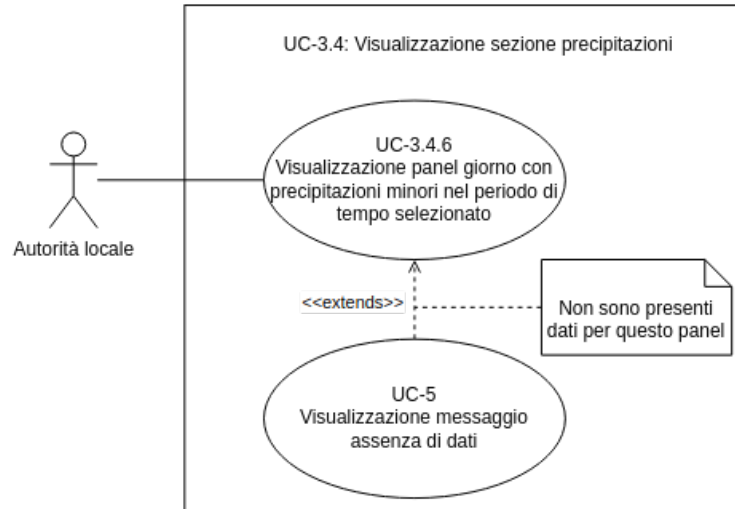 UC-3.4: Visualizzazione sezione precipitazioni
UC-3.4.6
Visualizzazione panel giorno con
precipitazioni minori nel periodo di
tempo selezionato
Autorità locale
<<extends>>
Non sono presenti
dati per questo panel
UC-5
Visualizzazione messaggio
assenza di dati